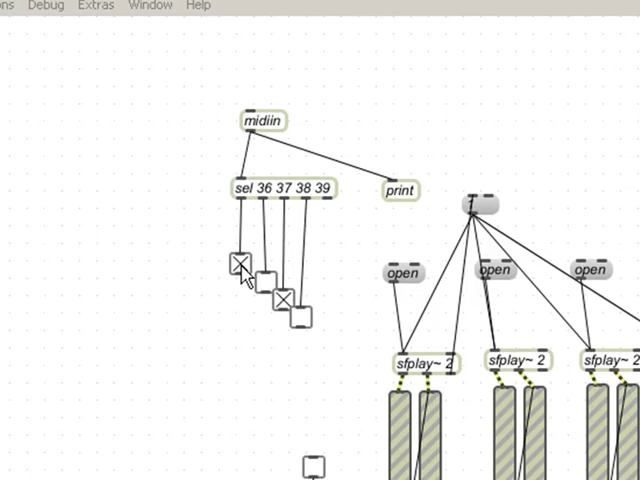 ons Debug Extras Window Help
midiin
sel 36 37 38 39
print
1
open
open
open
sfplay~ 2
sfplay~ 2
sfplay~ 2